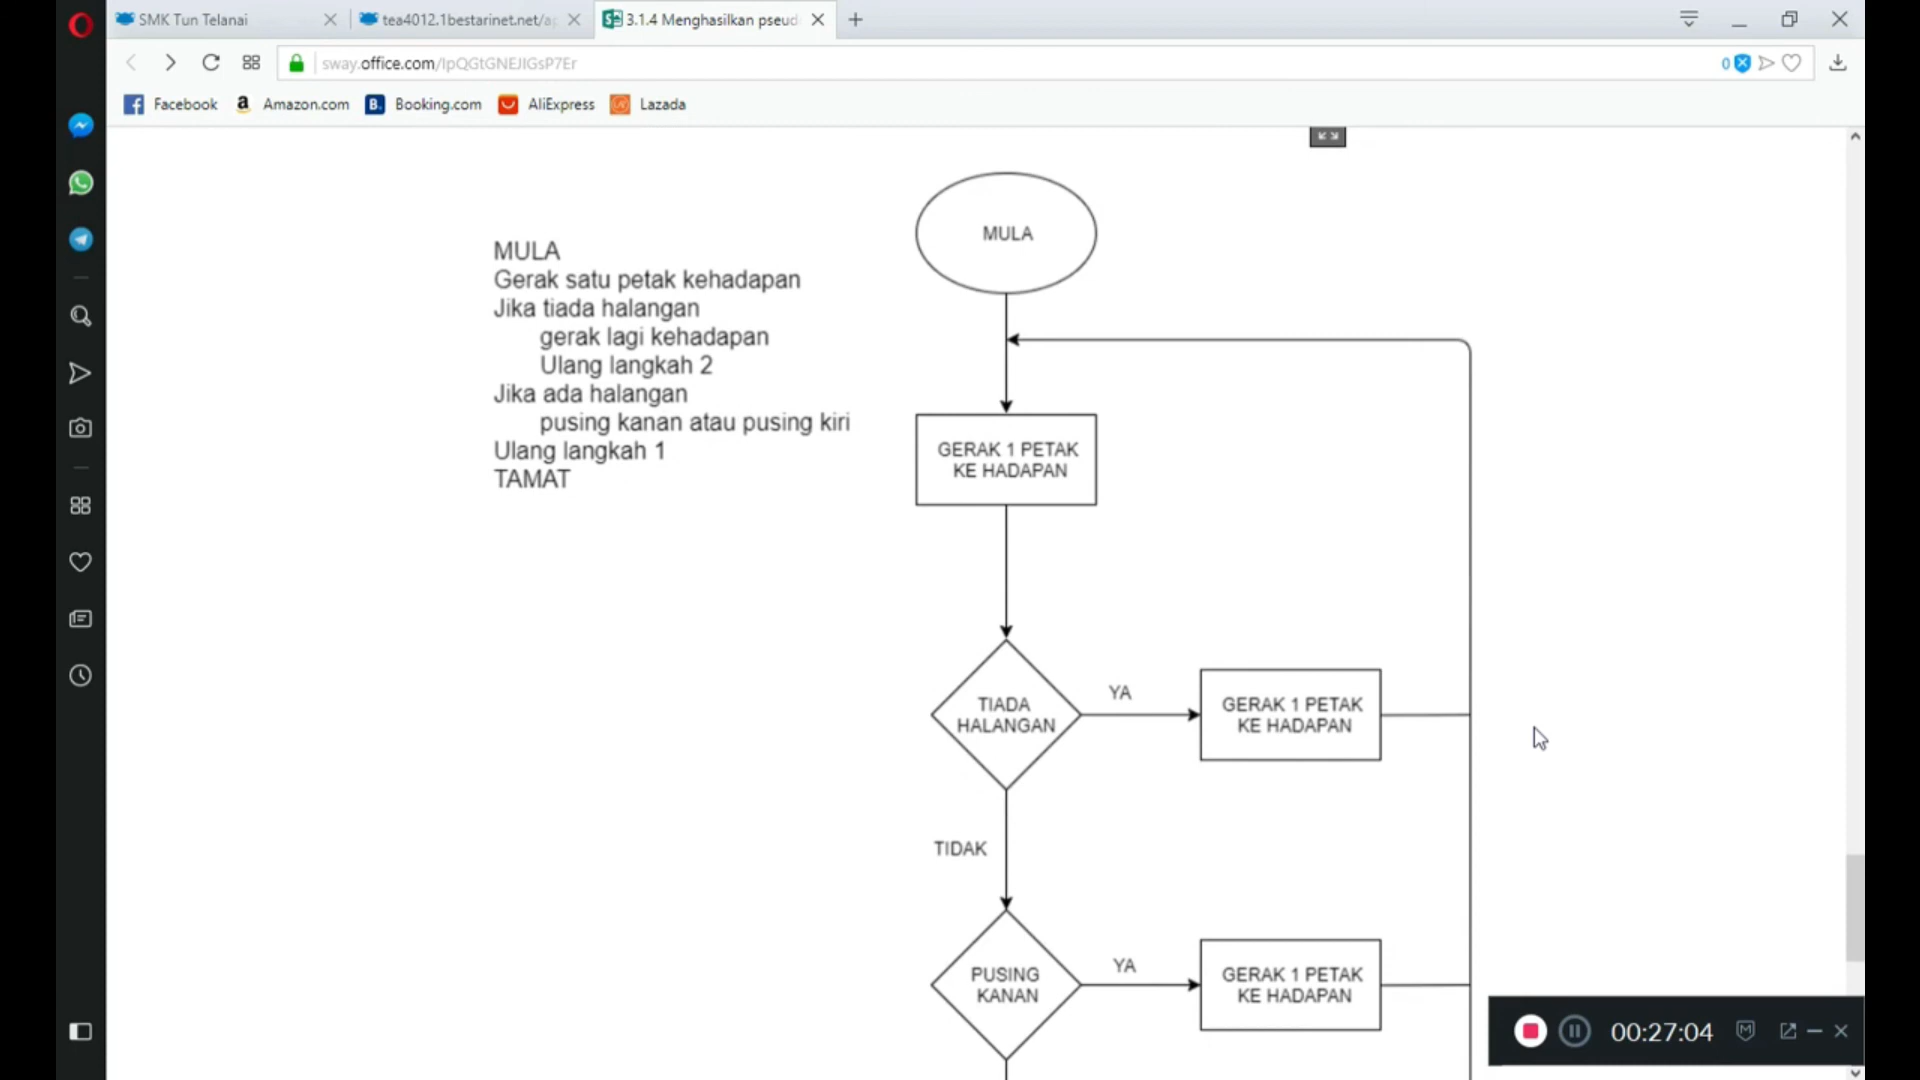 SMK Tun Telanai
tea4012.1bestarinet.net/a
3.1.4 Menghasilkan pseud
sway.office.com/IpQGtGNEJIGsP7Er
0
Facebook
Amazon.com
Booking.com
AliExpress
Lazada
MULA
Gerak satu petak kehadapan
Jika tiada halangan
gerak lagi kehadapan
Ulang langkah 2
Jika ada halangan
pusing kanan atau pusing kiri
Ulang langkah 1
TAMAT
MULA
GERAK 1 PETAK
KE HADAPAN
TIADA
HALANGAN
YA
GERAK 1 PETAK
KE HADAPAN
TIDAK
PUSING
KANAN
YA
GERAK 1 PETAK
KE HADAPAN
00:27:04